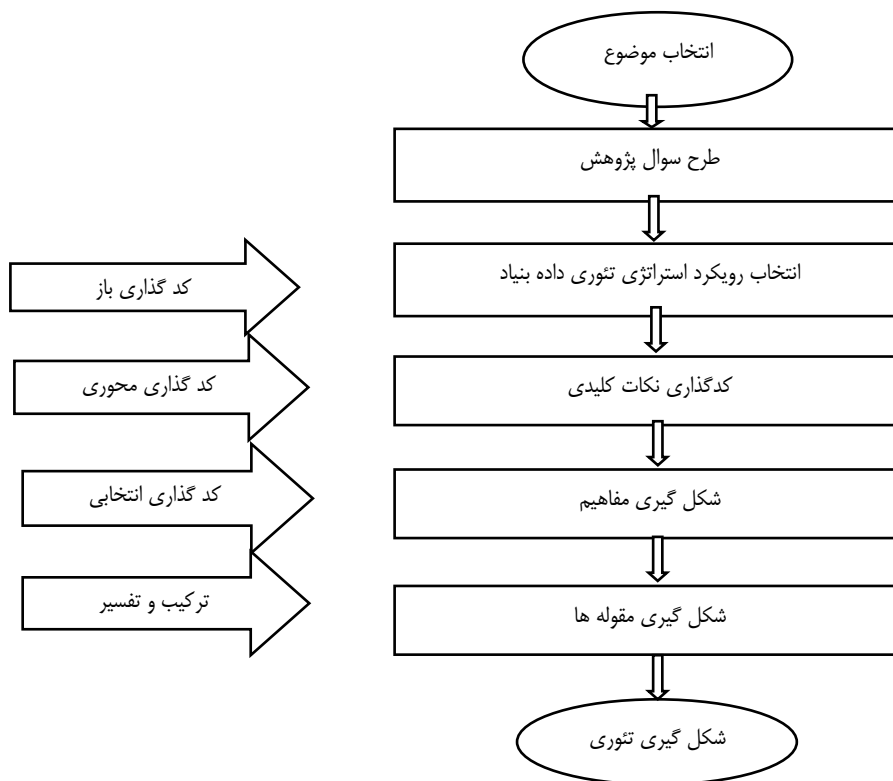 انتخاب موضوع
طرح سوال پژوهش
انتخاب رویکرد استراتژی تئوری داده بنیاد
کد گذاری باز
کدگذاری نکات کلیدی
کد گذاری محوری
شکل گیری مفاهیم
کد گذاری انتخابی
شکل گیری مقوله ها
ترکیب و تفسیر
شکل گیری تئوری